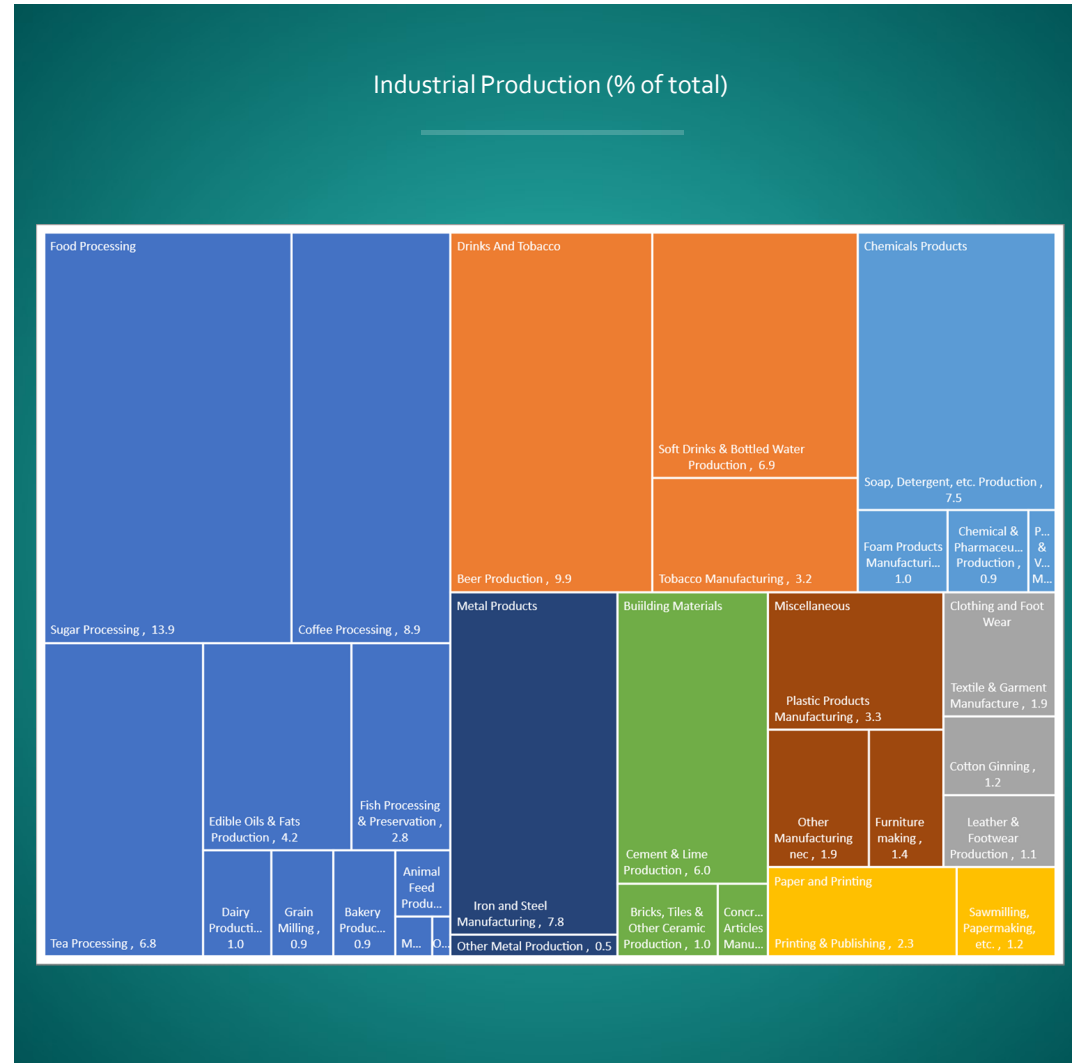 Industrial Production (% of total)
Food Processing
Sugar Processing , 13.9
Coffee Processing , 8.9
Tea Processing , 6.8
Edible Oils & Fats
Production , 4.2
Fish Processing
& Preservation ,
2.8
Dairy
Producti...
1.0
Grain
Milling ,
0.9
Bakery
Produc...
0.9
Animal
Feed
Produ...
M...
O...
Drinks And Tobacco
Beer Production , 9.9
Soft Drinks & Bottled Water
Production , 6.9
Tobacco Manufacturing , 3.2
Chemicals Products
Soap, Detergent, etc. Production ,
7.5
Foam Products
Manufacturi...
1.0
Chemical &
Pharmaceu...
Production ,
0.9
P...
&
V...
M...
Metal Products
Iron and Steel
Manufacturing , 7.8
Other Metal Production , 0.5
Buiilding Materials
Cement & Lime
Production , 6.0
Bricks, Tiles &
Other Ceramic
Production , 1.0
Concr...
Articles
Manu...
Miscellaneous
Plastic Products
Manufacturing , 3.3
Other
Manufacturing
nec , 1.9
Furniture
making ,
1.4
Clothing and Foot
Wear
Textile & Garment
Manufacture , 1.9
Cotton Ginning ,
1.2
Leather &
Footwear
Production , 1.1
Paper and Printing
Printing & Publishing , 2.3
Sawmilling,
Papermaking,
etc. , 1.2